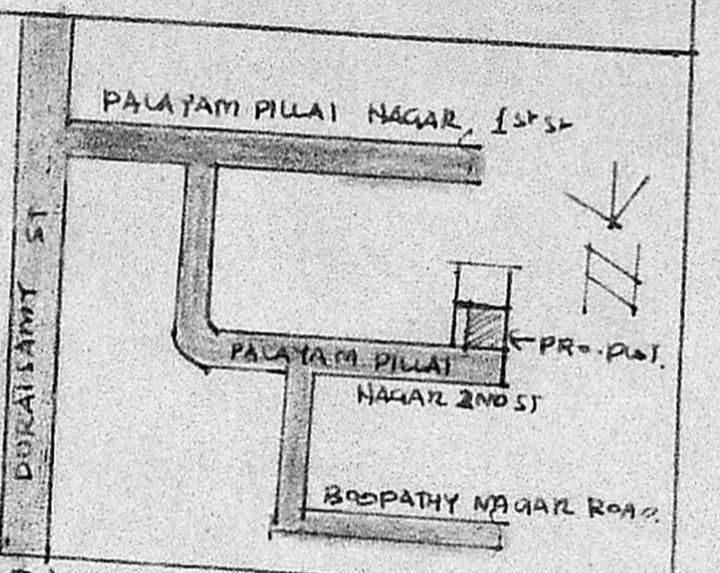 PALAYAM PILLAI NAGAR, 1st st
DURAISAMY ST
N
PALAYAM PILLAI
NAGAR 2ND ST
PRO. PLOT.
BOOPATHY NAGAR ROAD.